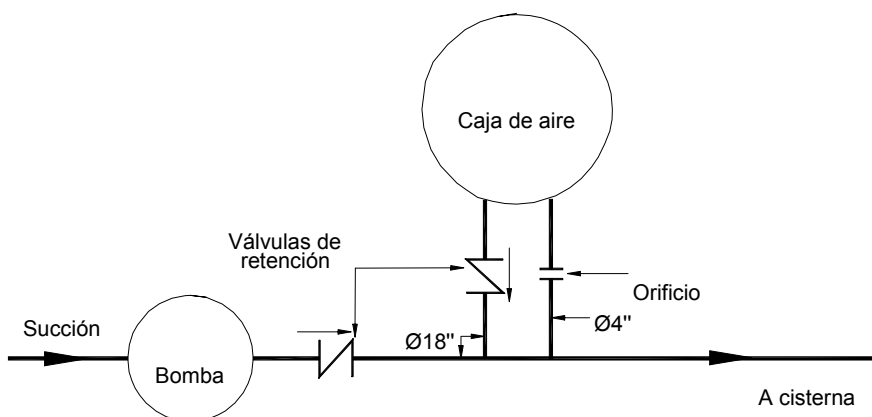 Caja de aire
Válvulas de
retención
Orificio
Succión
Ø18"
Ø4"
Bomba
A cisterna